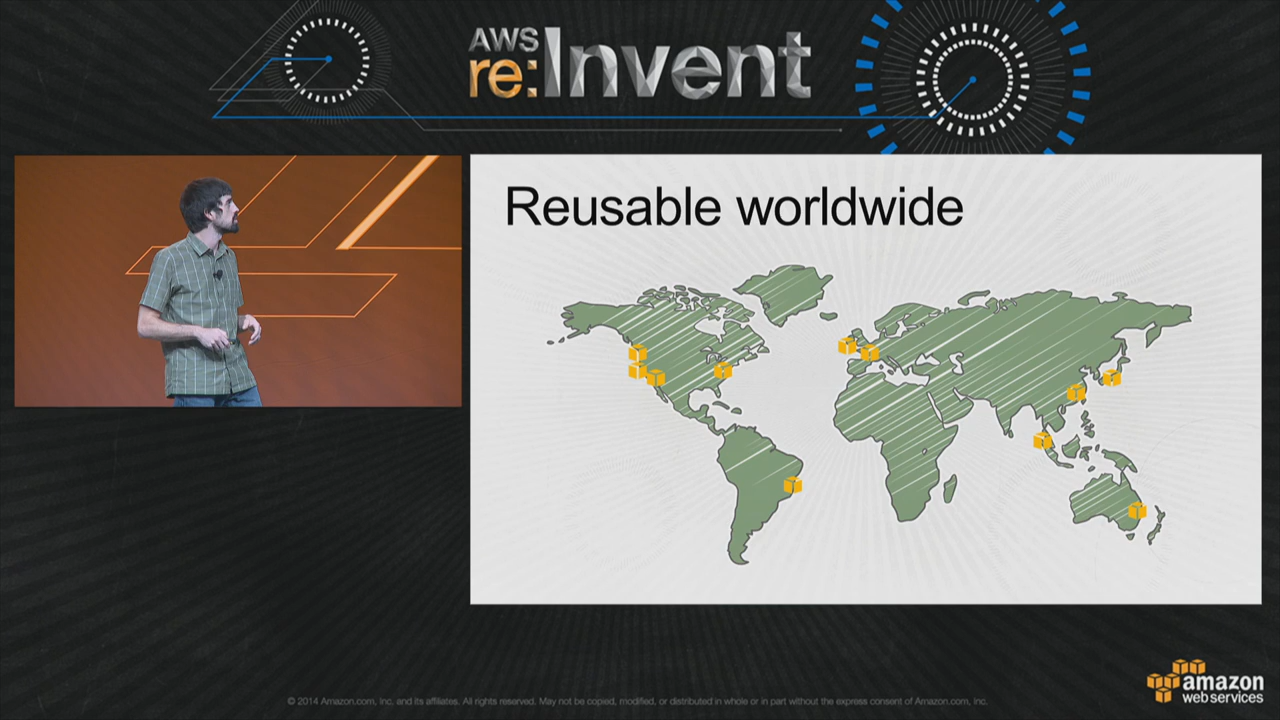 AWS
re:Invent
Reusable worldwide
© 2014 Amazon.com, Inc, and its affiliates. All rights reserved. May not be copied, modified, or distributed in whole or in part without the express consent of Amazon.com, Inc.
amazon
web services